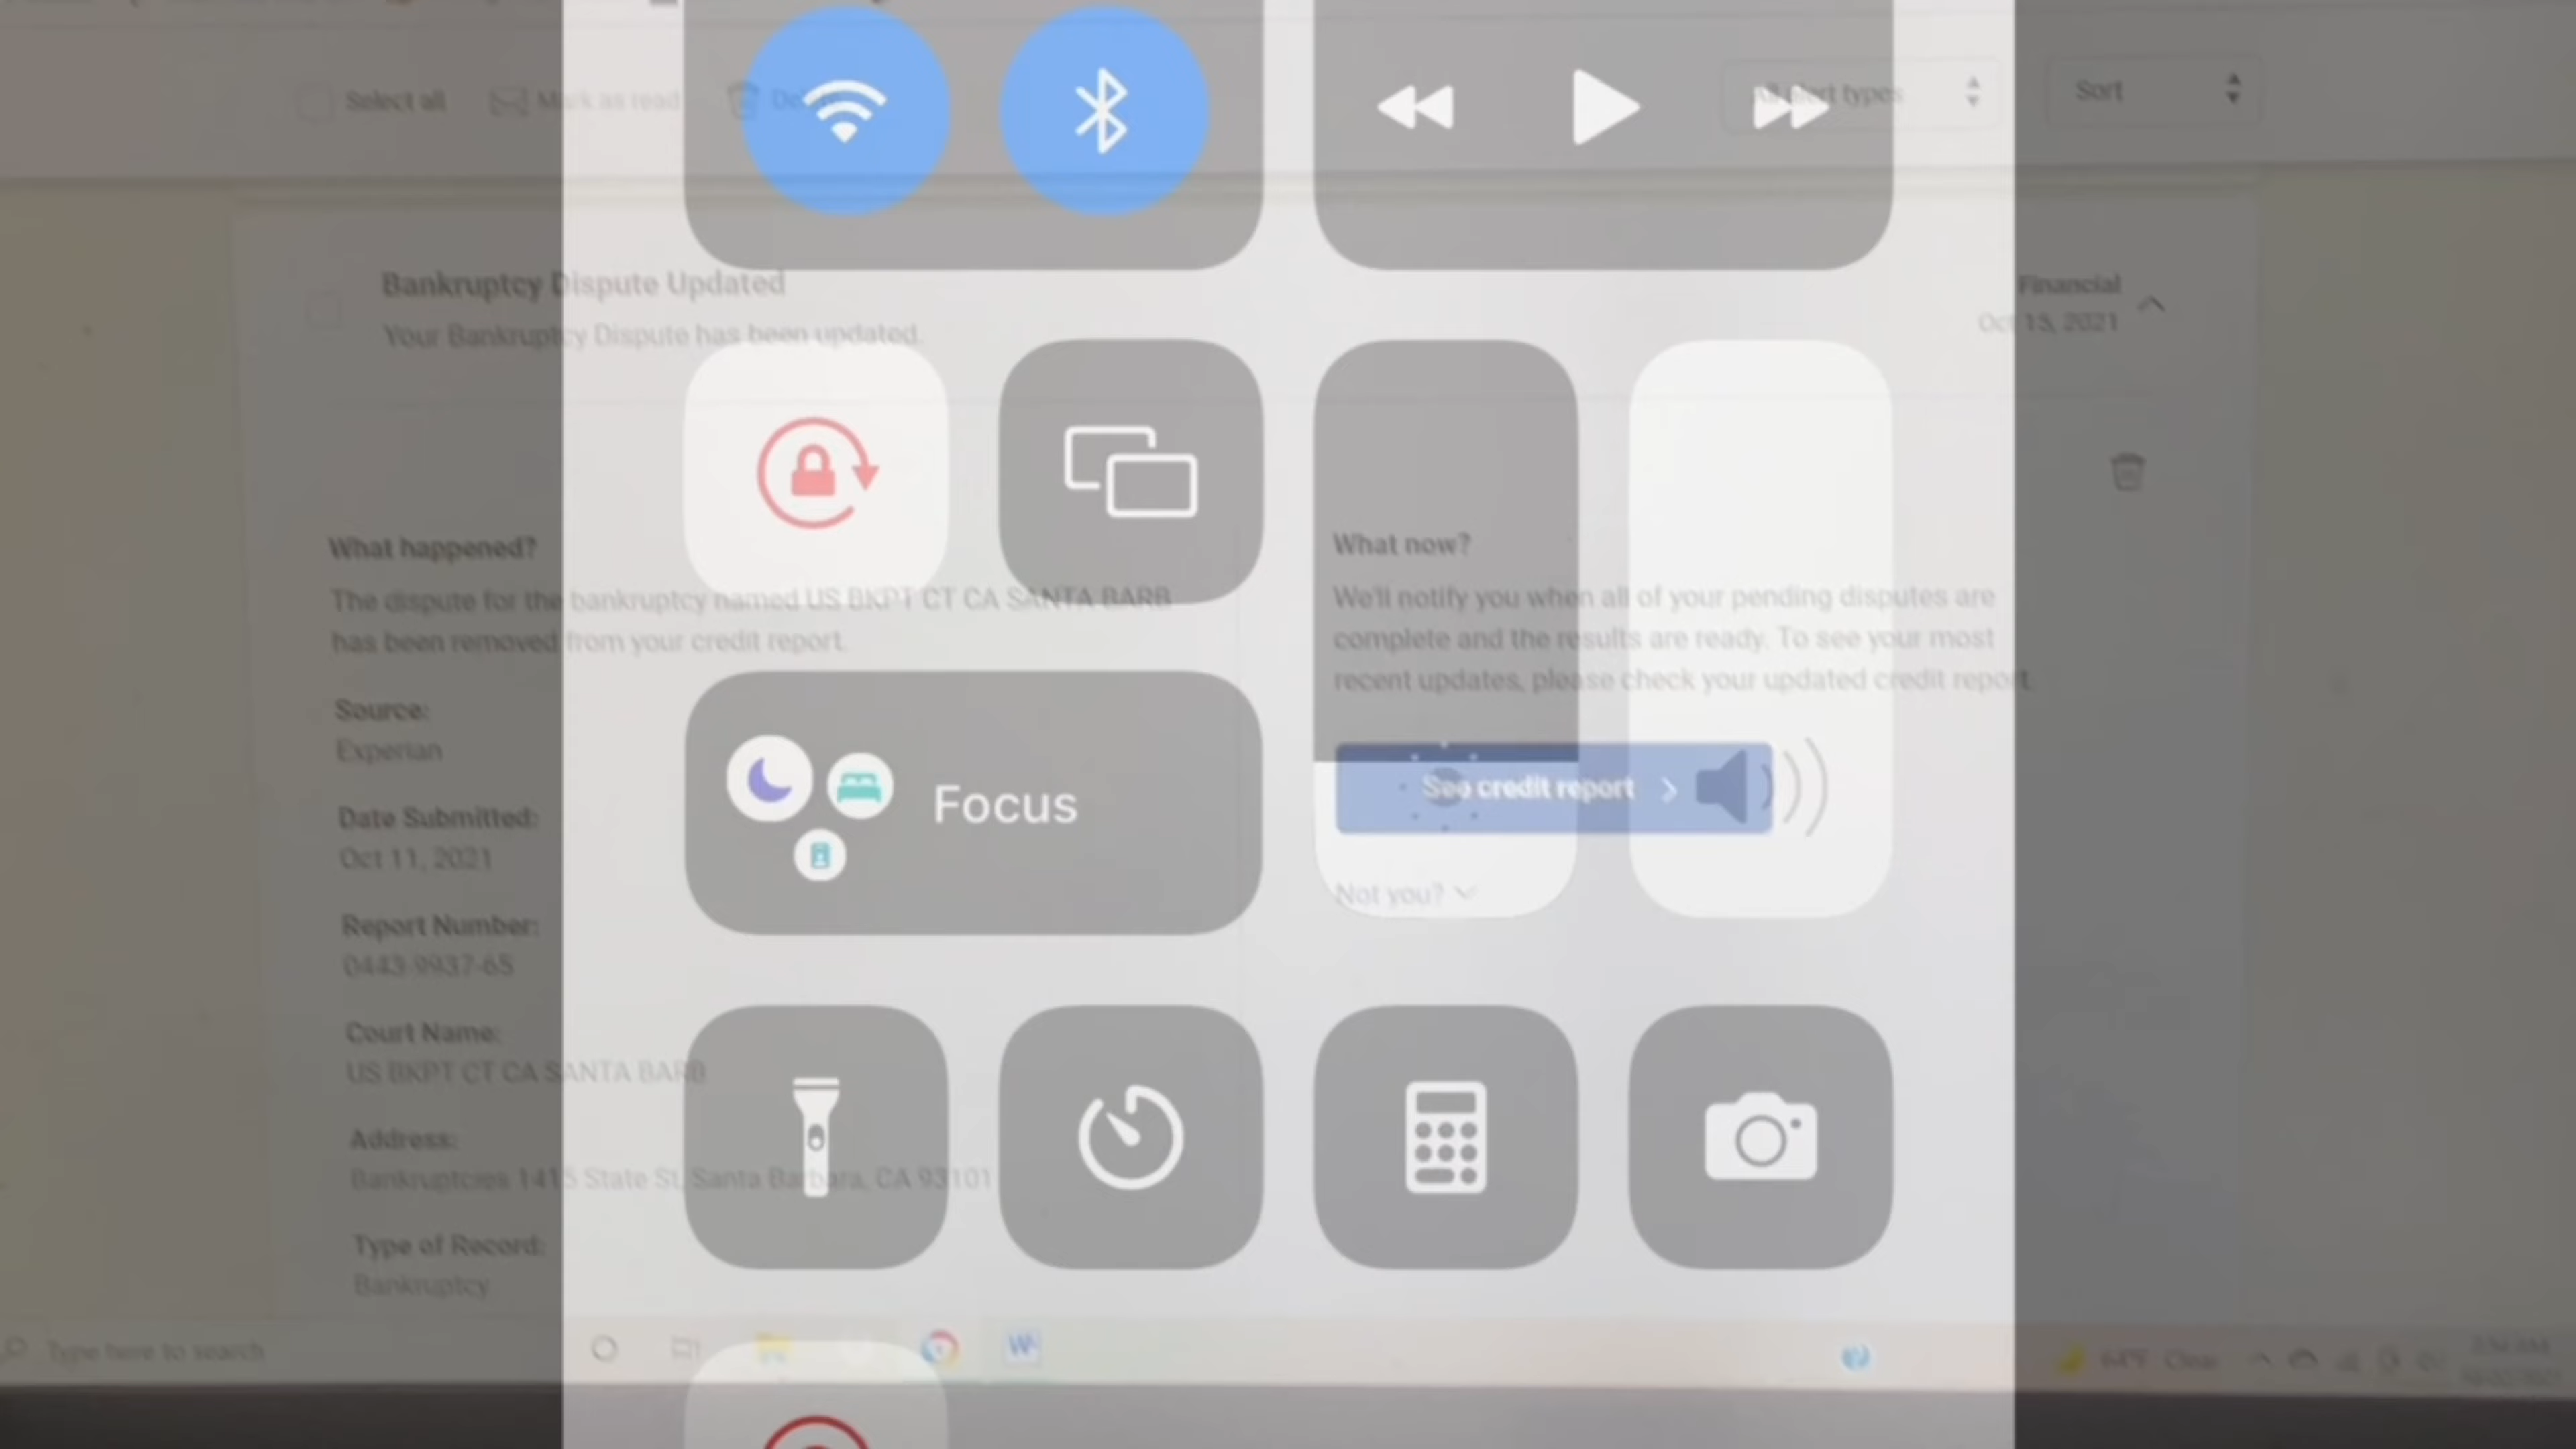 Select all
Mark as read
Delete
All alert types
Sort
Bankruptcy Dispute Updated
Financial
Your Bankruptcy Dispute has been updated.
Oct 15, 2021
What happened?
What now?
The dispute for the bankruptcy named US BKPT CT CA SANTA BARB
has been removed from your credit report.
We'll notify you when all of your pending disputes are
complete and the results are ready. To see your most
recent updates, please check your updated credit report.
Source:
Experian
Focus
See credit report
Date Submitted:
Oct 11, 2021
Not you?
Report Number:
0443-9937-65
Court Name:
US BKPT CT CA SANTA BARB
Address:
Bankruptcies 1415 State St, Santa Barbara, CA 93101
Type of Record:
Bankruptcy
Type here to search
W
64°F Clear